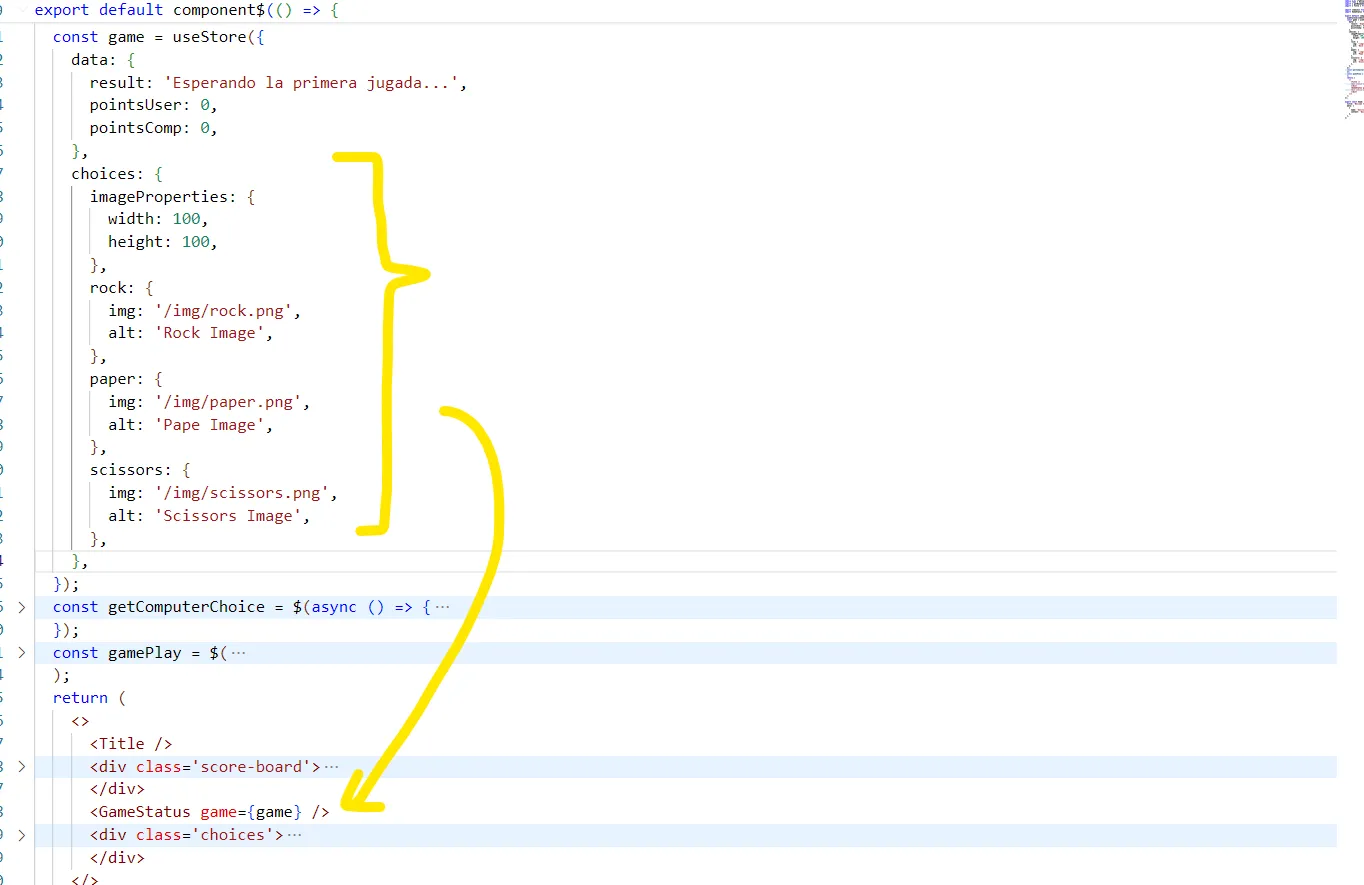 export default component$(() => {
const game = useStore({
data: {
result: 'Esperando la primera jugada...',
pointsUser: 0,
pointsComp: 0,
},
choices: {
imageProperties: {
width: 100,
height: 100,
},
rock: {
img: '/img/rock.png',
alt: 'Rock Image',
},
paper: {
img: '/img/paper.png',
alt: 'Pape Image',
},
scissors: {
img: '/img/scissors.png',
alt: 'Scissors Image',
},
},
});
const getComputerChoice = $(async () => {···
});
const gamePlay = $(···
);
return (
<>
<Title />
<div class='score-board'>···
</div>
<GameStatus game={game} />
<div class='choices'>···
</div>
</>